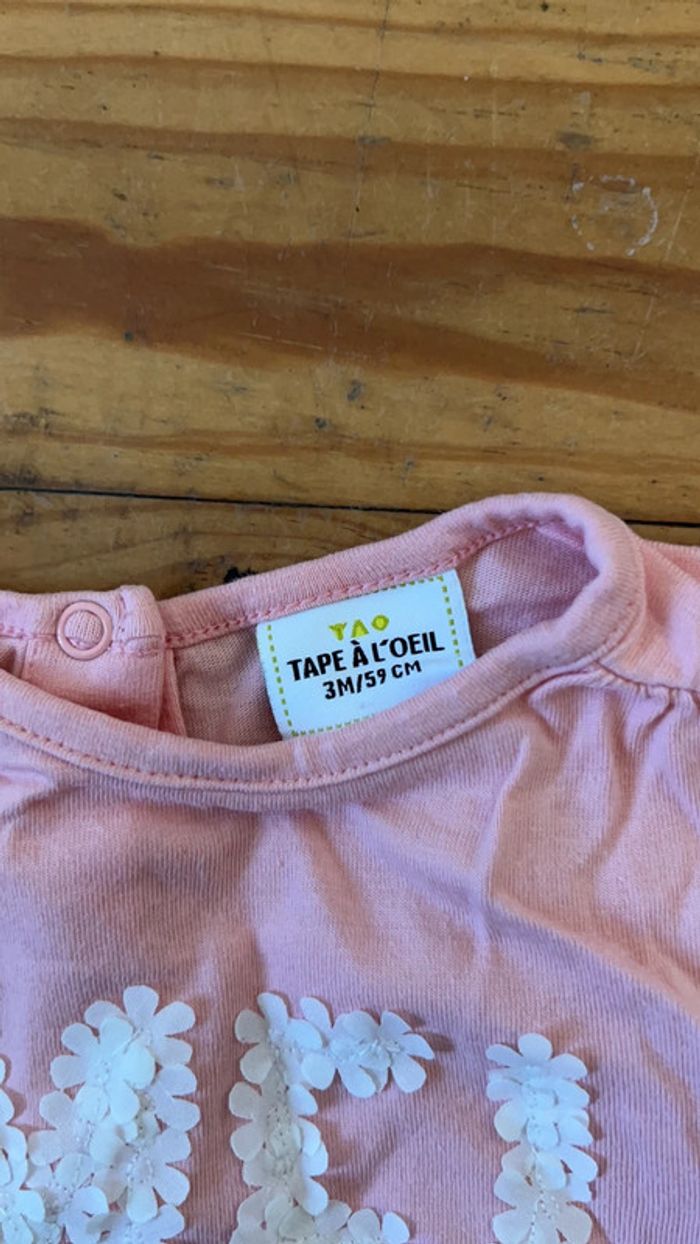 TAO
TAPE À L'OEIL
3M/59 CM